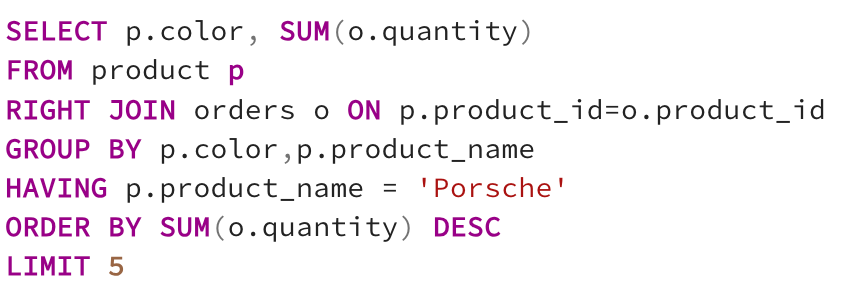 SELECT p.color, SUM(o.quantity)
FROM product p
RIGHT JOIN orders o ON p.product_id=o.product_id
GROUP BY p.color,p.product_name
HAVING p.product_name = 'Porsche'
ORDER BY SUM(o.quantity) DESC
LIMIT 5